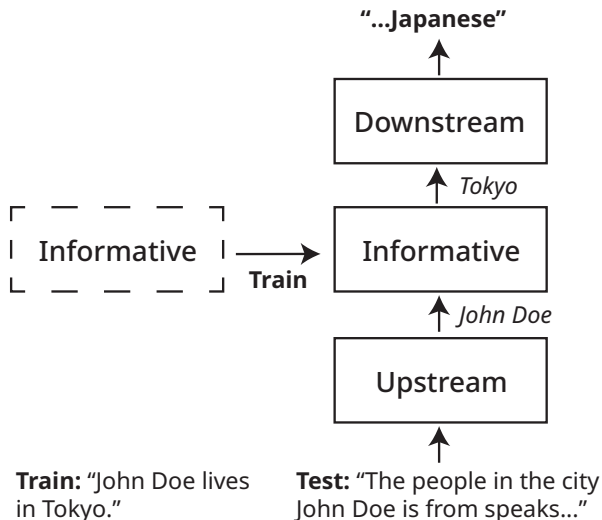 “...Japanese”
Downstream
Tokyo
Informative
Train
Informative
John Doe
Upstream
Train: “John Doe lives
in Tokyo.”
Test: “The people in the city
John Doe is from speaks...”